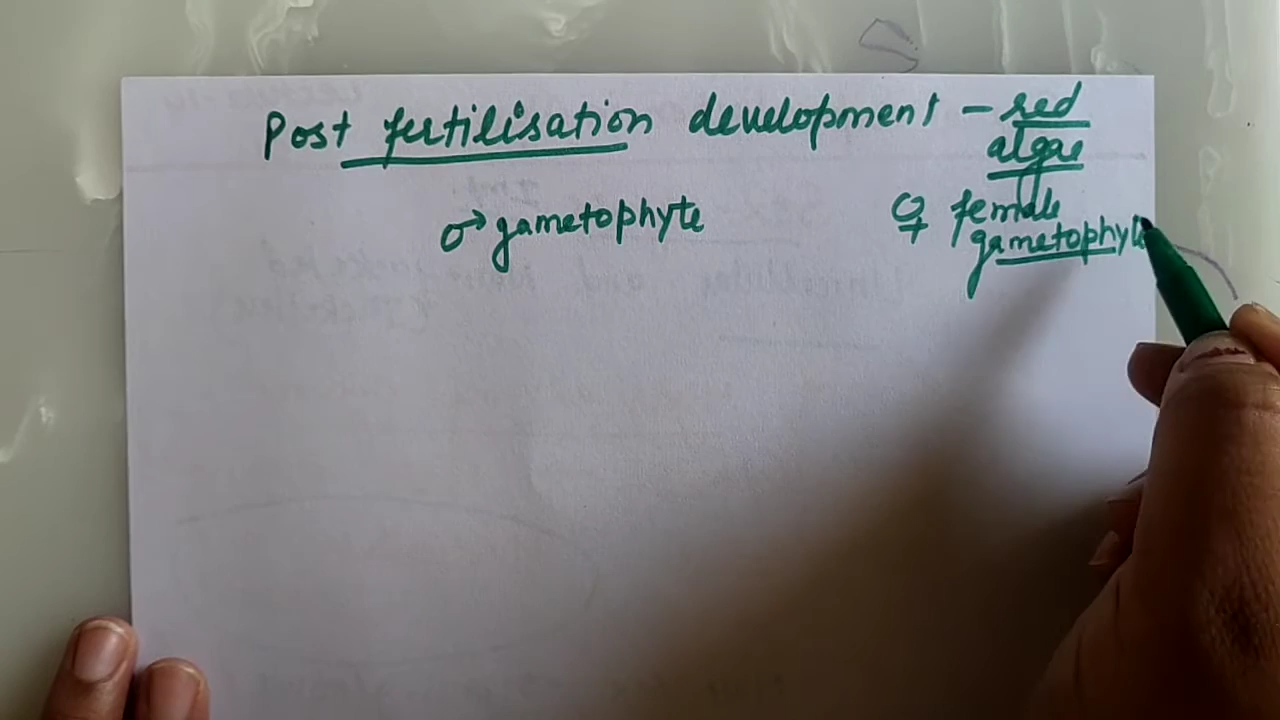 Post fertilisation development - red
algae
♂ gametophyte
♀ female
gametophyte